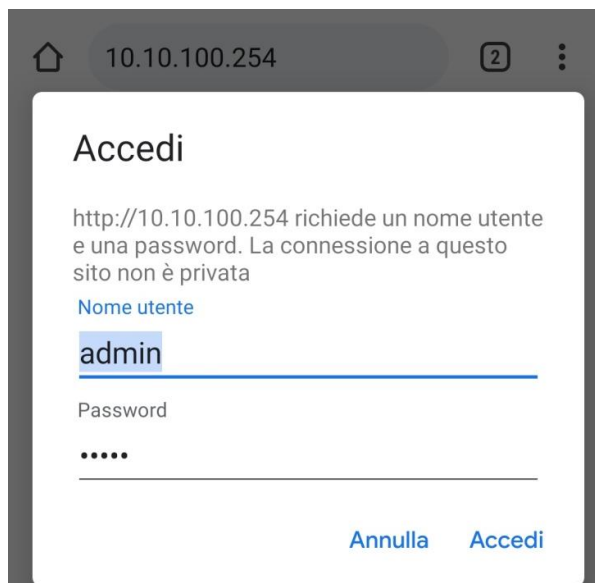 10.10.100.254
2
Accedi
http://10.10.100.254 richiede un nome utente
e una password. La connessione a questo
sito non è privata
Nome utente
admin
Password
•••••
Annulla
Accedi